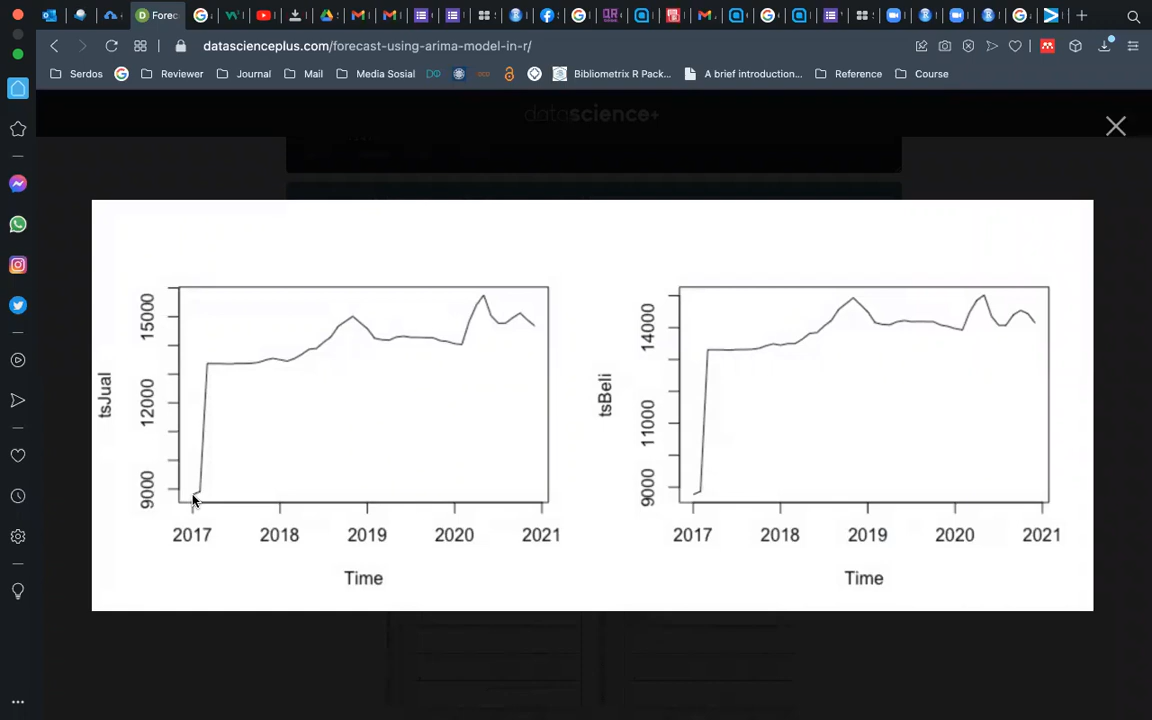 Forec
datascienceplus.com/forecast-using-arima-model-in-r/
Serdos
Reviewer
Journal
Mail
Media Sosial
Bibliometrix R Pack...
A brief introduction...
Reference
Course
datascience+
tsJual
9000
12000
15000
2017 2018 2019 2020 2021
Time
tsBeli
9000
11000
14000
2017 2018 2019 2020 2021
Time